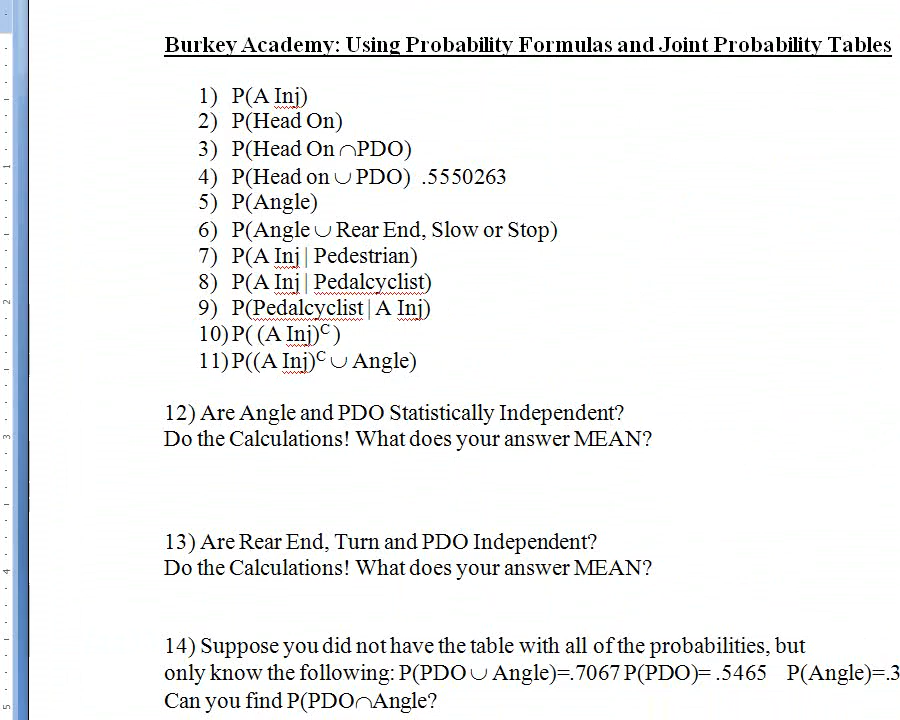 Burkey Academy: Using Probability Formulas and Joint Probability Tables
1) P(A Inj)
2) P(Head On)
3) P(Head On ∩PDO)
4) P(Head on ∪ PDO) .5550263
5) P(Angle)
6) P(Angle ∪ Rear End, Slow or Stop)
7) P(A Inj | Pedestrian)
8) P(A Inj | Pedalcyclist)
9) P(Pedalcyclist | A Inj)
10) P( (A Inj)ᶜ )
11) P((A Inj)ᶜ ∪ Angle)
12) Are Angle and PDO Statistically Independent?
Do the Calculations! What does your answer MEAN?
13) Are Rear End, Turn and PDO Independent?
Do the Calculations! What does your answer MEAN?
14) Suppose you did not have the table with all of the probabilities, but
only know the following: P(PDO ∪ Angle)=.7067 P(PDO)= .5465 P(Angle)=.3
Can you find P(PDO∩Angle?